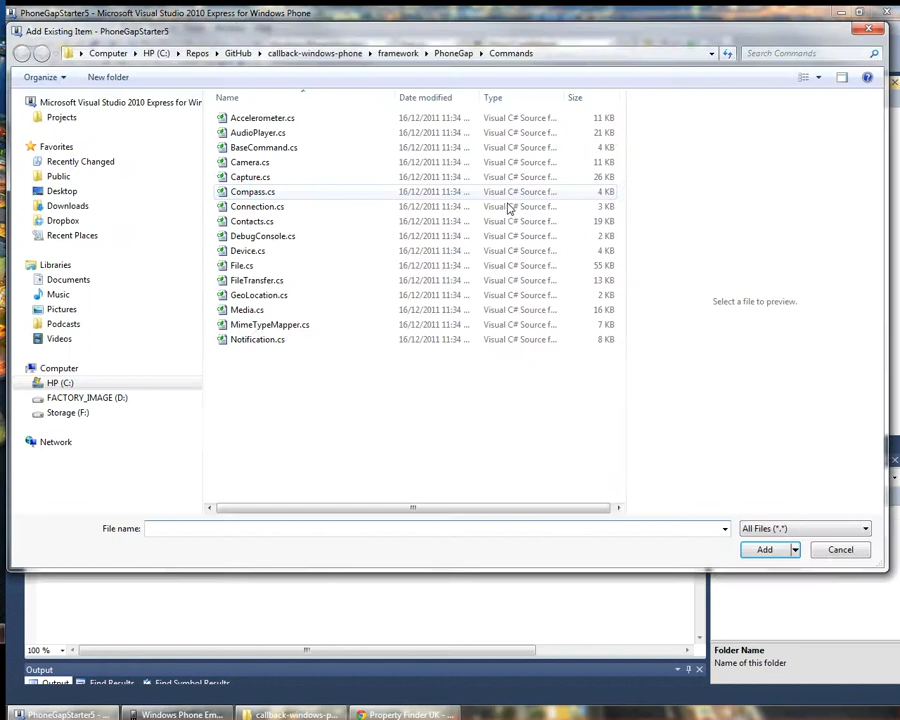 PhoneGapStarter5 - Microsoft Visual Studio 2010 Express for Windows Phone
Add Existing Item - PhoneGapStarter5
Computer HP (C:) Repos GitHub callback-windows-phone framework PhoneGap Commands Search Commands
Organize New folder
Microsoft Visual Studio 2010 Express for Win
Projects
Favorites
Recently Changed
Public
Desktop
Downloads
Dropbox
Recent Places
Libraries
Documents
Music
Pictures
Podcasts
Videos
Computer
HP (C:)
FACTORY_IMAGE (D:)
Storage (F:)
Network
Name Date modified Type Size
Accelerometer.cs 16/12/2011 11:34 ... Visual C# Source f... 11 KB
AudioPlayer.cs 16/12/2011 11:34 ... Visual C# Source f... 21 KB
BaseCommand.cs 16/12/2011 11:34 ... Visual C# Source f... 4 KB
Camera.cs 16/12/2011 11:34 ... Visual C# Source f... 11 KB
Capture.cs 16/12/2011 11:34 ... Visual C# Source f... 26 KB
Compass.cs 16/12/2011 11:34 ... Visual C# Source f... 4 KB
Connection.cs 16/12/2011 11:34 ... Visual C# Source f... 3 KB
Contacts.cs 16/12/2011 11:34 ... Visual C# Source f... 19 KB
DebugConsole.cs 16/12/2011 11:34 ... Visual C# Source f... 2 KB
Device.cs 16/12/2011 11:34 ... Visual C# Source f... 4 KB
File.cs 16/12/2011 11:34 ... Visual C# Source f... 55 KB
FileTransfer.cs 16/12/2011 11:34 ... Visual C# Source f... 13 KB
GeoLocation.cs 16/12/2011 11:34 ... Visual C# Source f... 2 KB
Media.cs 16/12/2011 11:34 ... Visual C# Source f... 16 KB
MimeTypeMapper.cs 16/12/2011 11:34 ... Visual C# Source f... 7 KB
Notification.cs 16/12/2011 11:34 ... Visual C# Source f... 8 KB
Select a file to preview.
File name: All Files (*.*)
Add Cancel
100 %
Folder Name
Name of this folder
Output
Output Find Results Find Symbol Results
PhoneGapStarter5 - ... Windows Phone Em... callback-windows-p... Property Finder UK - ...